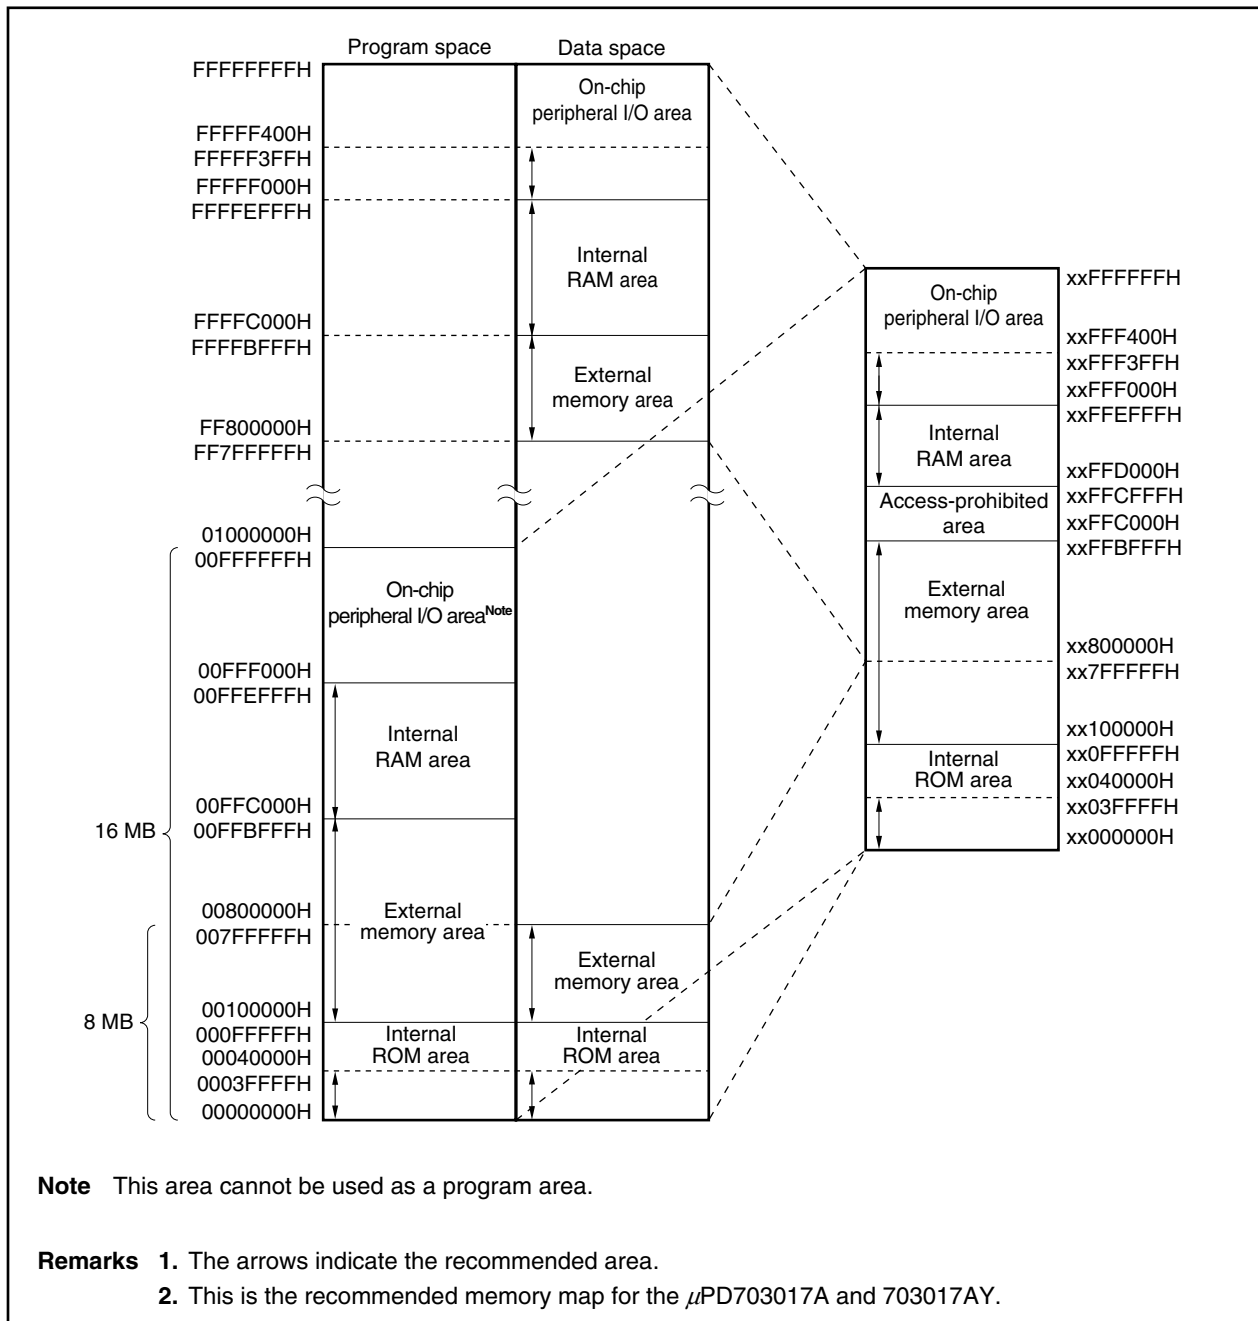 Program space
Data space
FFFFFFFFH
FFFFF400H
FFFFF3FFH
FFFFF000H
FFFFEFFFH
FFFFC000H
FFFFBFFFH
FF800000H
FF7FFFFFH
01000000H
00FFFFFFH
00FFF000H
00FFEFFFH
00FFC000H
00FFBFFFH
00800000H
007FFFFFH
00100000H
000FFFFFH
00040000H
0003FFFFH
00000000H
16 MB
8 MB
On-chip
peripheral I/O area Note
Internal
RAM area
External
memory area
Internal
ROM area
On-chip
peripheral I/O area
Internal
RAM area
External
memory area
External
memory area
Internal
ROM area
On-chip
peripheral I/O area
Internal
RAM area
Access-prohibited
area
External
memory area
Internal
ROM area
xxFFFFFFH
xxFFF400H
xxFFF3FFH
xxFFF000H
xxFFEFFFH
xxFFD000H
xxFFCFFFH
xxFFC000H
xxFFBFFFH
xx800000H
xx7FFFFFH
xx100000H
xx0FFFFFH
xx040000H
xx03FFFFH
xx000000H
Note This area cannot be used as a program area.
Remarks 1. The arrows indicate the recommended area.
2. This is the recommended memory map for the μPD703017A and 703017AY.